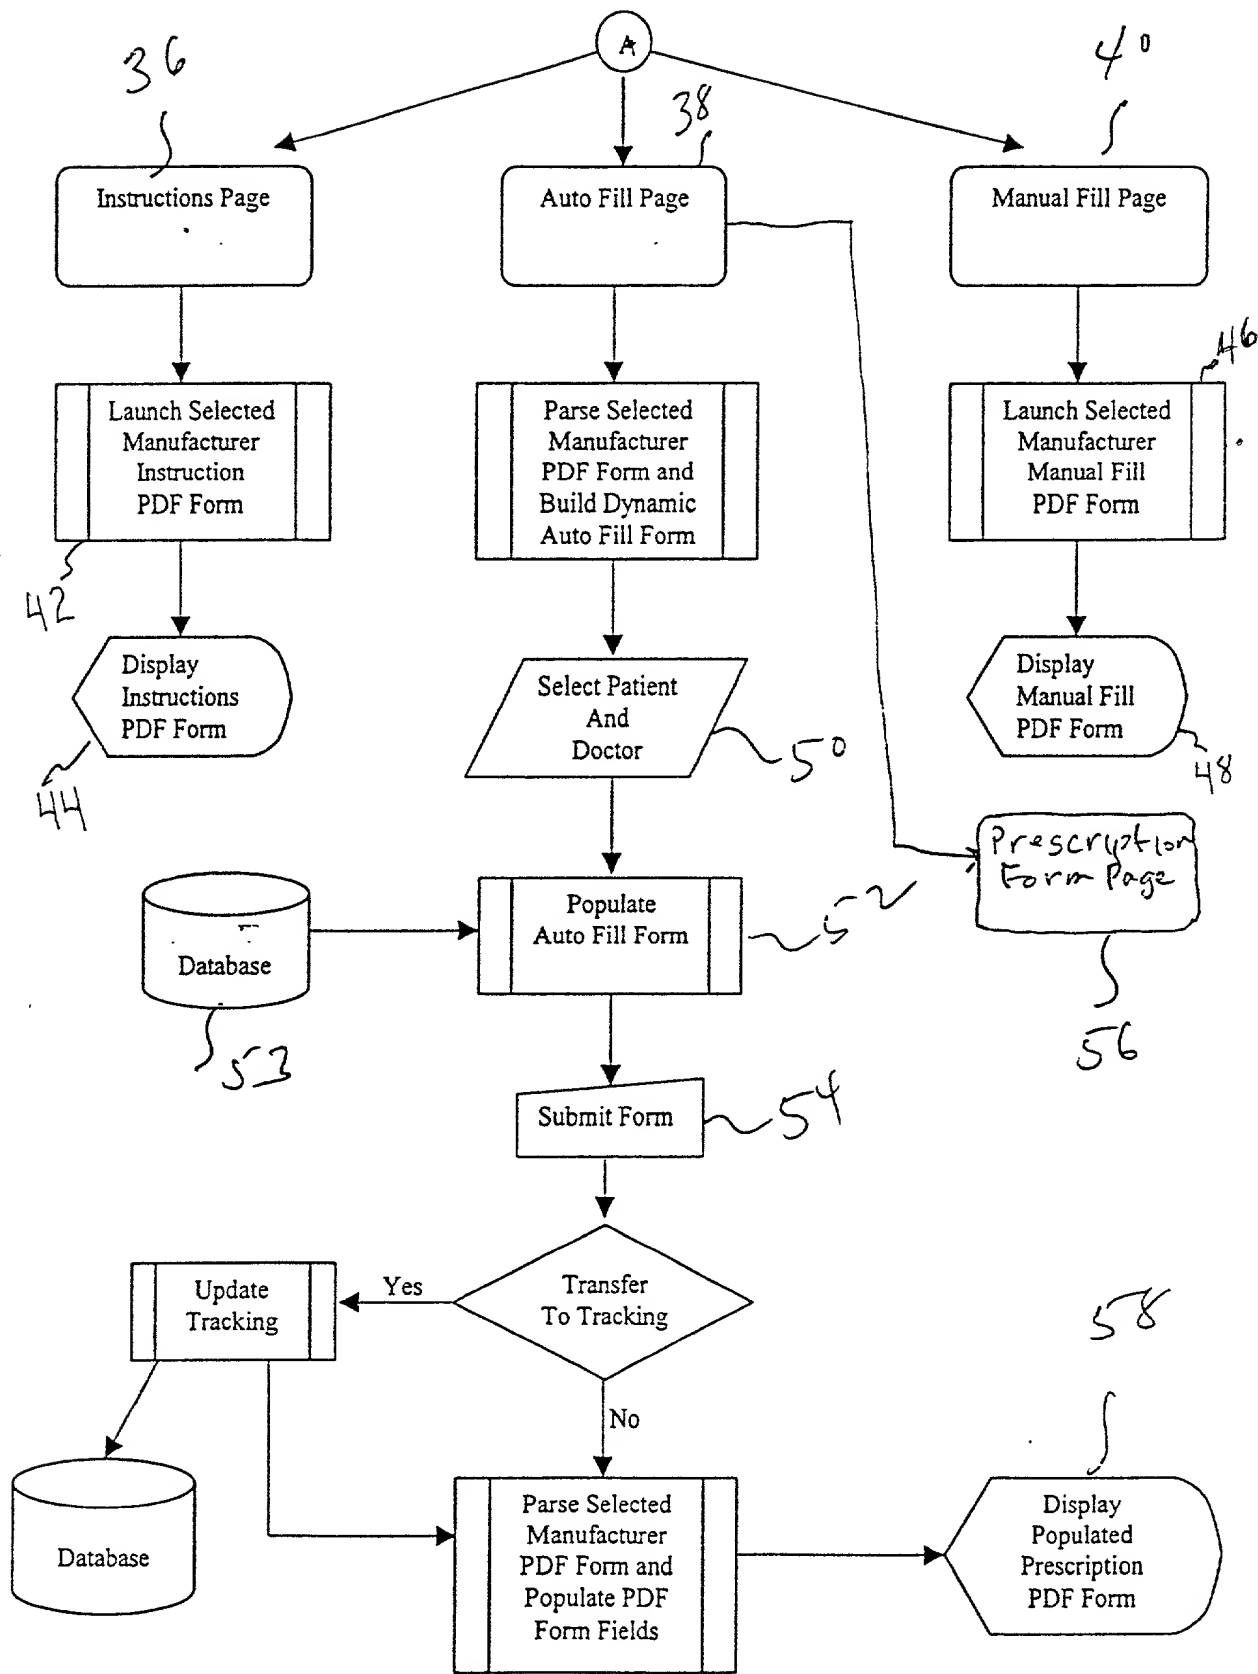 A
36
38
40
Instructions Page
Auto Fill Page
Manual Fill Page
46
Launch Selected
Manufacturer
Instruction
PDF Form
Parse Selected
Manufacturer
PDF Form and
Build Dynamic
Auto Fill Form
Launch Selected
Manufacturer
Manual Fill
PDF Form
42
Display
Instructions
PDF Form
Select Patient
And
Doctor
Display
Manual Fill
PDF Form
44
50
48
Prescription
Form Page
Database
Populate
Auto Fill Form
52
53
56
Submit Form
54
Update
Tracking
Yes
Transfer
To Tracking
58
No
Database
Parse Selected
Manufacturer
PDF Form and
Populate PDF
Form Fields
Display
Populated
Prescription
PDF Form